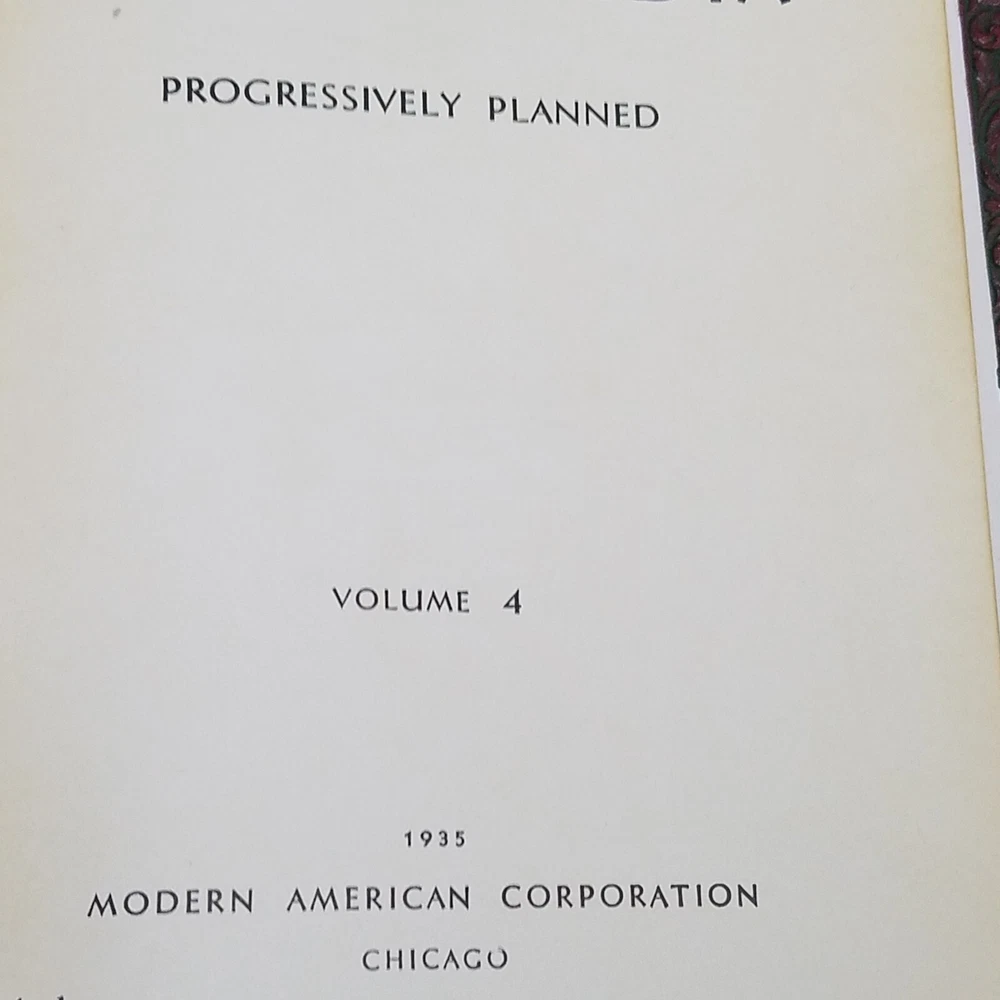 PROGRESSIVELY PLANNED
VOLUME 4
1935
MODERN AMERICAN CORPORATION
CHICAGO